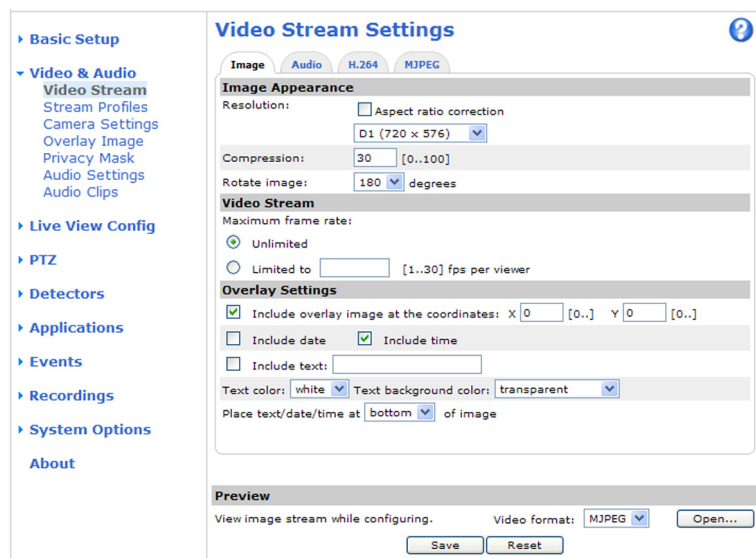 Basic Setup
Video & Audio
Video Stream
Stream Profiles
Camera Settings
Overlay Image
Privacy Mask
Audio Settings
Audio Clips
Live View Config
PTZ
Detectors
Applications
Events
Recordings
System Options
About
Video Stream Settings
?
Image Audio H.264 MJPEG
Image Appearance
Resolution: Aspect ratio correction
D1 (720 x 576)
Compression: 30 [0..100]
Rotate image: 180 degrees
Video Stream
Maximum frame rate:
Unlimited
Limited to [1..30] fps per viewer
Overlay Settings
Include overlay image at the coordinates: X 0 [0..] Y 0 [0..]
Include date Include time
Include text:
Text color: white Text background color: transparent
Place text/date/time at bottom of image
Preview
View image stream while configuring. Video format: MJPEG Open...
Save Reset